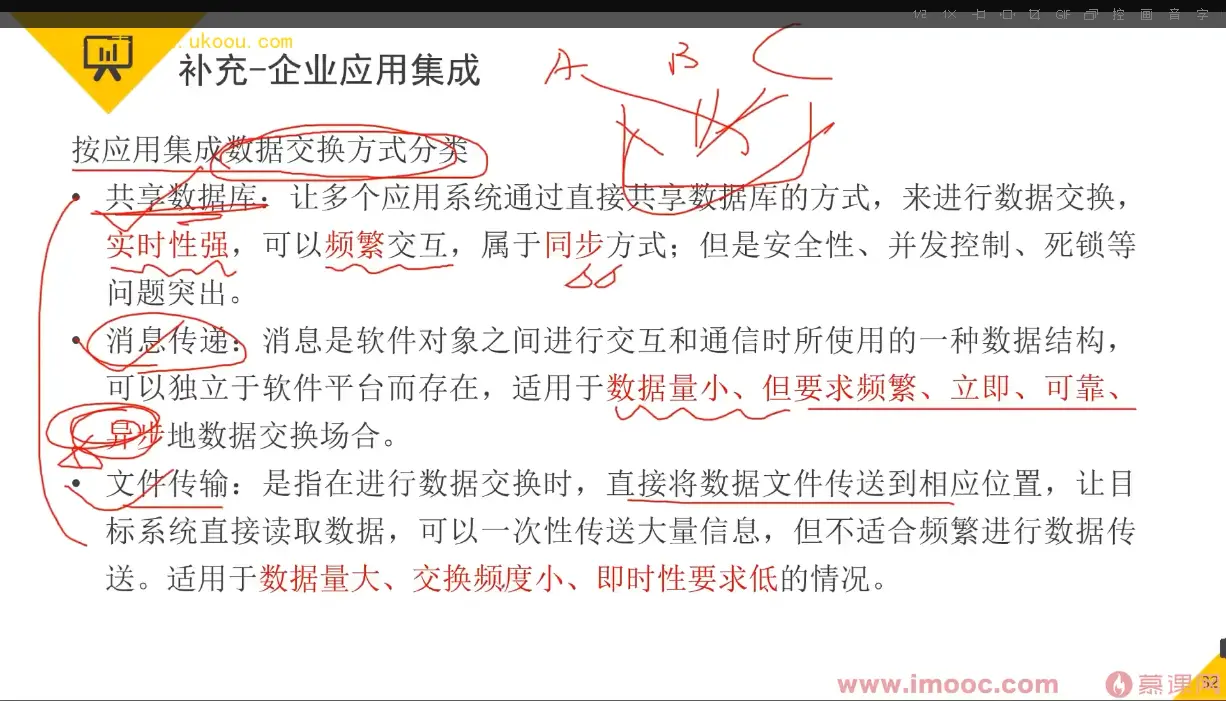 1/2 1× GIF 控 画 音 字
.ukoou.com
补充-企业应用集成
A B C
按应用集成数据交换方式分类
• 共享数据库：让多个应用系统通过直接共享数据库的方式，来进行数据交换，
实时性强，可以频繁交互，属于同步方式；但是安全性、并发控制、死锁等
问题突出。
• 消息传递：消息是软件对象之间进行交互和通信时所使用的一种数据结构，
可以独立于软件平台而存在，适用于数据量小、但要求频繁、立即、可靠、
异步地数据交换场合。
• 文件传输：是指在进行数据交换时，直接将数据文件传送到相应位置，让目
标系统直接读取数据，可以一次性传送大量信息，但不适合频繁进行数据传
送。适用于数据量大、交换频度小、即时性要求低的情况。
www.imooc.com 慕课